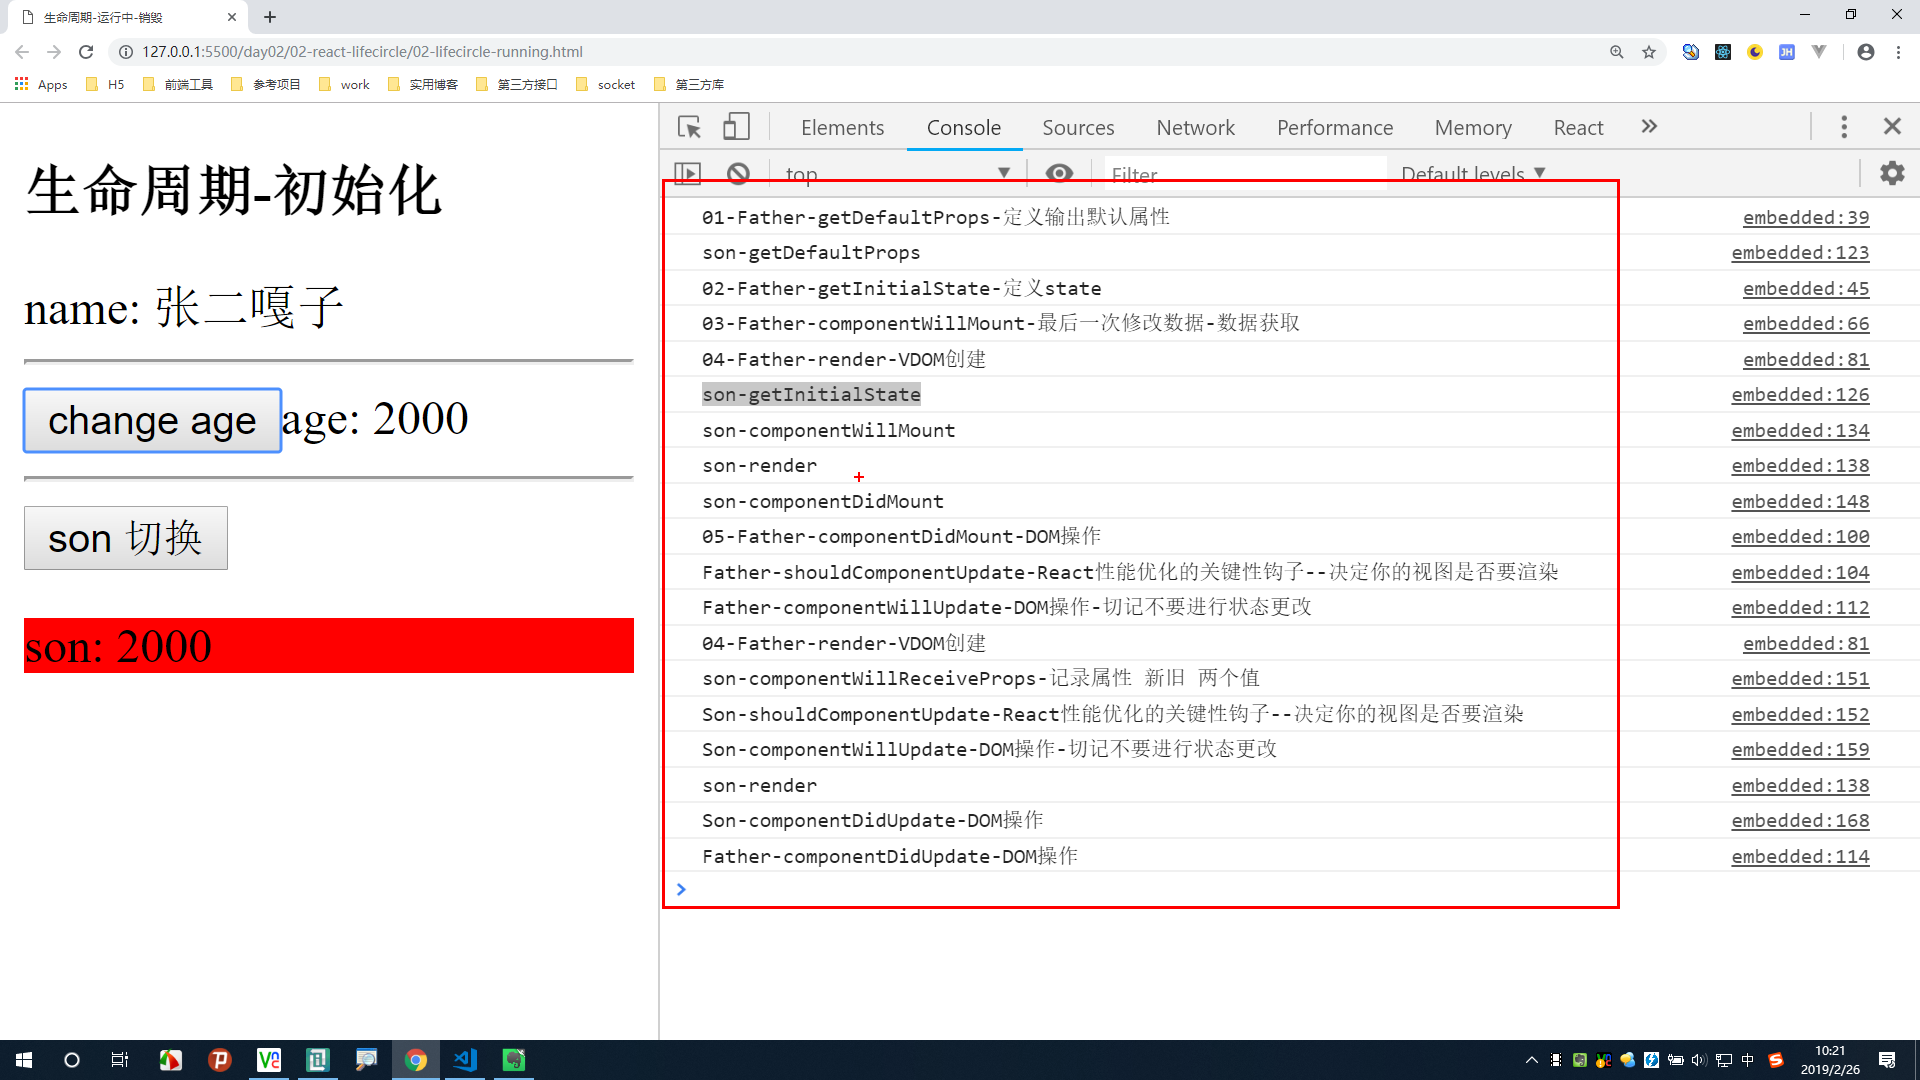 生命周期-运行中-销毁
127.0.0.1:5500/day02/02-react-lifecircle/02-lifecircle-running.html
Apps H5 前端工具 参考项目 work 实用博客 第三方接口 socket 第三方库
生命周期-初始化
name: 张二嘎子
change age age: 2000
son 切换
son: 2000
Elements Console Sources Network Performance Memory React
top Filter Default levels ▼
01-Father-getDefaultProps-定义输出默认属性 embedded:39
son-getDefaultProps embedded:123
02-Father-getInitialState-定义state embedded:45
03-Father-componentWillMount-最后一次修改数据-数据获取 embedded:66
04-Father-render-VDOM创建 embedded:81
son-getInitialState embedded:126
son-componentWillMount embedded:134
son-render embedded:138
son-componentDidMount embedded:148
05-Father-componentDidMount-DOM操作 embedded:100
Father-shouldComponentUpdate-React性能优化的关键性钩子--决定你的视图是否要渲染 embedded:104
Father-componentWillUpdate-DOM操作-切记不要进行状态更改 embedded:112
04-Father-render-VDOM创建 embedded:81
son-componentWillReceiveProps-记录属性 新旧 两个值 embedded:151
Son-shouldComponentUpdate-React性能优化的关键性钩子--决定你的视图是否要渲染 embedded:152
Son-componentWillUpdate-DOM操作-切记不要进行状态更改 embedded:159
son-render embedded:138
Son-componentDidUpdate-DOM操作 embedded:168
Father-componentDidUpdate-DOM操作 embedded:114
中
10:21
2019/2/26